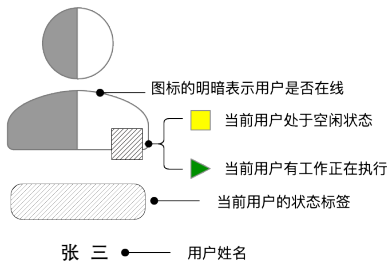 图标的明暗表示用户是否在线
当前用户处于空闲状态
当前用户有工作正在执行
当前用户的状态标签
张 三
用户姓名